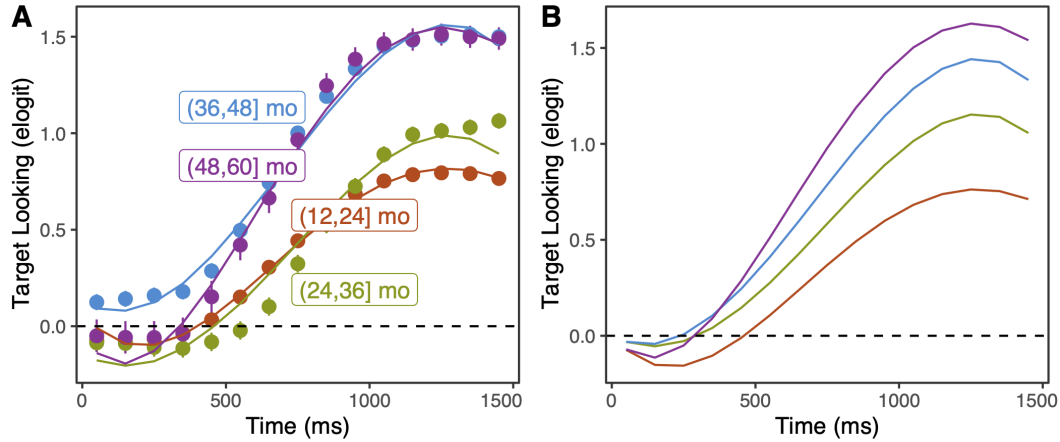 A
B
Target Looking (elogit)
1.5
1.0
0.5
0.0
(36,48] mo
(48,60] mo
(12,24] mo
(24,36] mo
0
500
1000
1500
Time (ms)
Target Looking (elogit)
1.5
1.0
0.5
0.0
0
500
1000
1500
Time (ms)